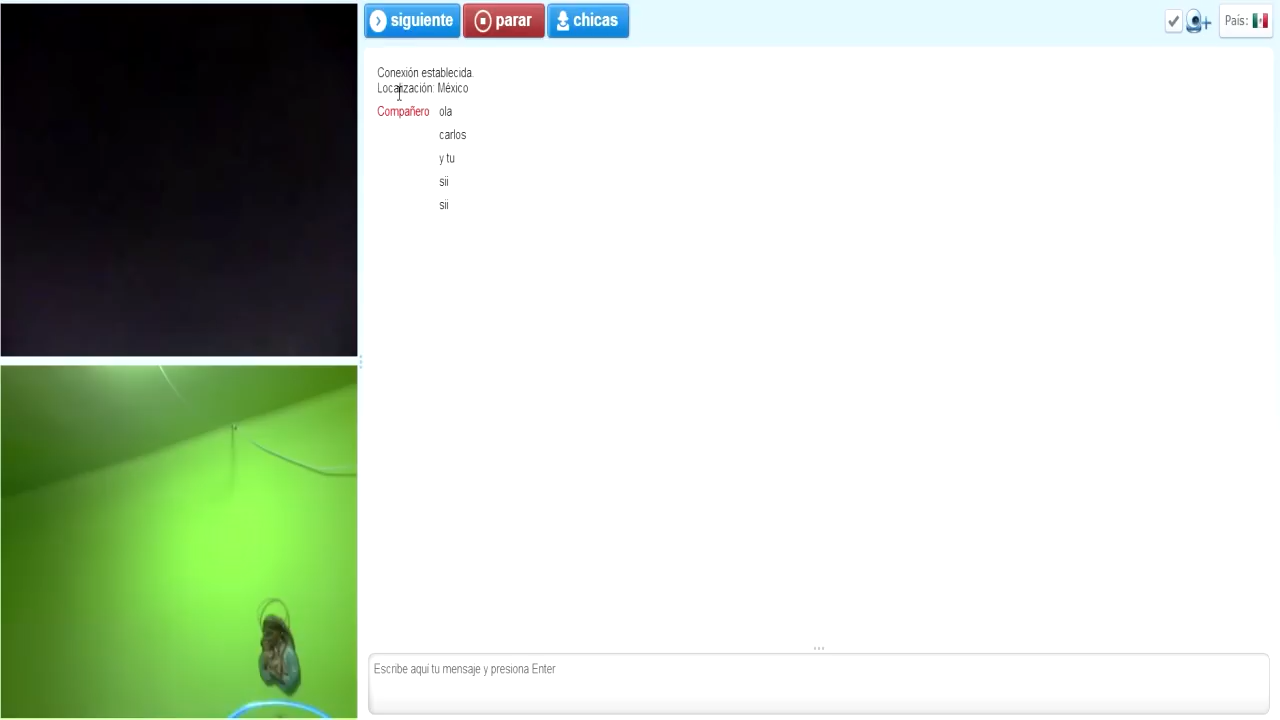 siguiente parar chicas País:
Conexión establecida.
Localización: México
Compañero ola
carlos
y tu
sii
sii
Escribe aquí tu mensaje y presiona Enter